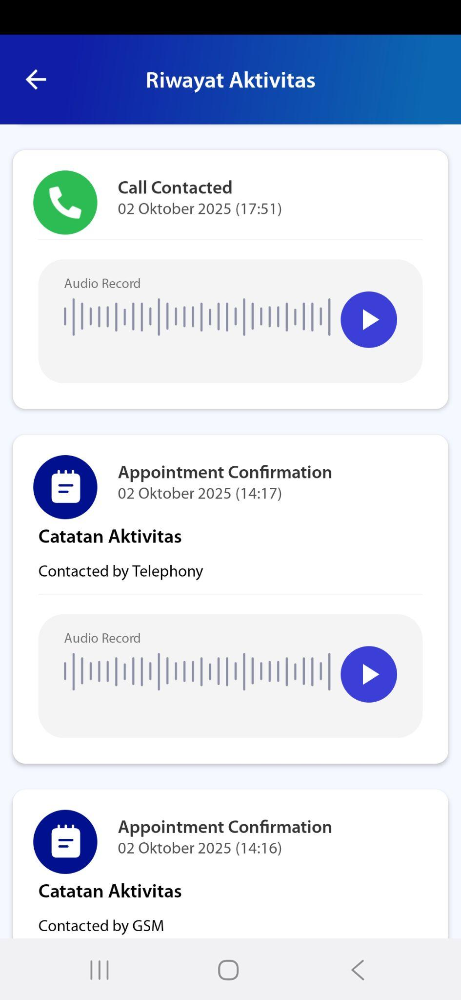 Riwayat Aktivitas
Call Contacted
02 Oktober 2025 (17:51)
Audio Record
Appointment Confirmation
02 Oktober 2025 (14:17)
Catatan Aktivitas
Contacted by Telephony
Audio Record
Appointment Confirmation
02 Oktober 2025 (14:16)
Catatan Aktivitas
Contacted by GSM